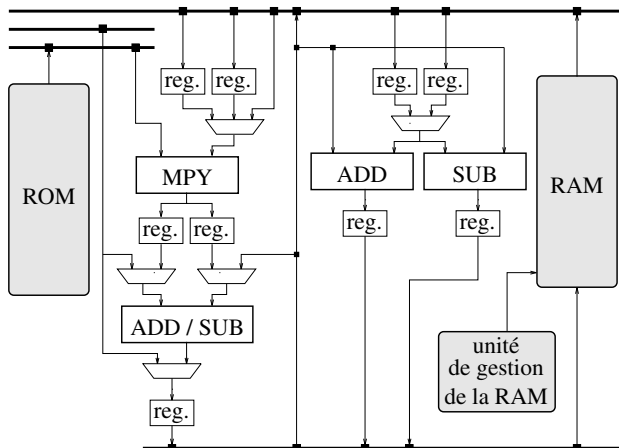 reg.
reg.
reg.
reg.
ROM
MPY
ADD
SUB
RAM
reg.
reg.
reg.
reg.
ADD / SUB
unité
de gestion
de la RAM
reg.